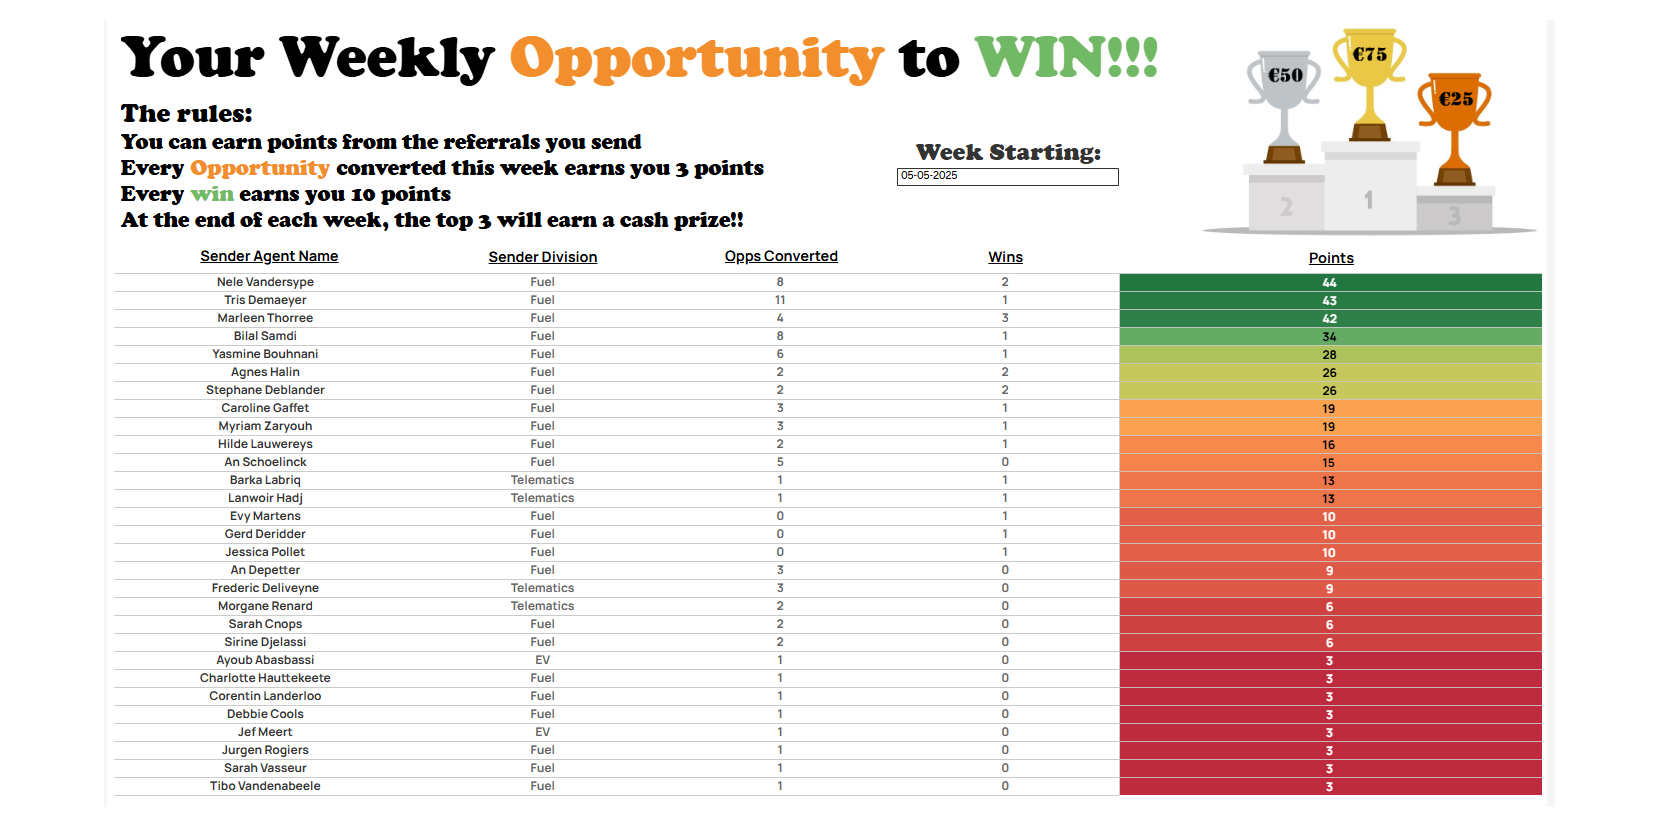 Your Weekly Opportunity to WIN!!!
€50
€75
€25
The rules:
You can earn points from the referrals you send
Every Opportunity converted this week earns you 3 points
Every win earns you 10 points
At the end of each week, the top 3 will earn a cash prize!!
Week Starting:
05-05-2025
2
1
3
Sender Agent Name Sender Division Opps Converted Wins Points
Nele Vandersype Fuel 8 2 44
Tris Demaeyer Fuel 11 1 43
Marleen Thorree Fuel 4 3 42
Bilal Samdi Fuel 8 1 34
Yasmine Bouhnani Fuel 6 1 28
Agnes Halin Fuel 2 2 26
Stephane Deblander Fuel 2 2 26
Caroline Gaffet Fuel 3 1 19
Myriam Zaryouh Fuel 3 1 19
Hilde Lauwereys Fuel 2 1 16
An Schoelinck Fuel 5 0 15
Barka Labriq Telematics 1 1 13
Lanwoir Hadj Telematics 1 1 13
Evy Martens Fuel 0 1 10
Gerd Deridder Fuel 0 1 10
Jessica Pollet Fuel 0 1 10
An Depetter Fuel 3 0 9
Frederic Deliveyne Telematics 3 0 9
Morgane Renard Telematics 2 0 6
Sarah Cnops Fuel 2 0 6
Sirine Djelassi Fuel 2 0 6
Ayoub Abasbassi EV 1 0 3
Charlotte Hauttekeete Fuel 1 0 3
Corentin Landerloo Fuel 1 0 3
Debbie Cools Fuel 1 0 3
Jef Meert EV 1 0 3
Jurgen Rogiers Fuel 1 0 3
Sarah Vasseur Fuel 1 0 3
Tibo Vandenabeele Fuel 1 0 3